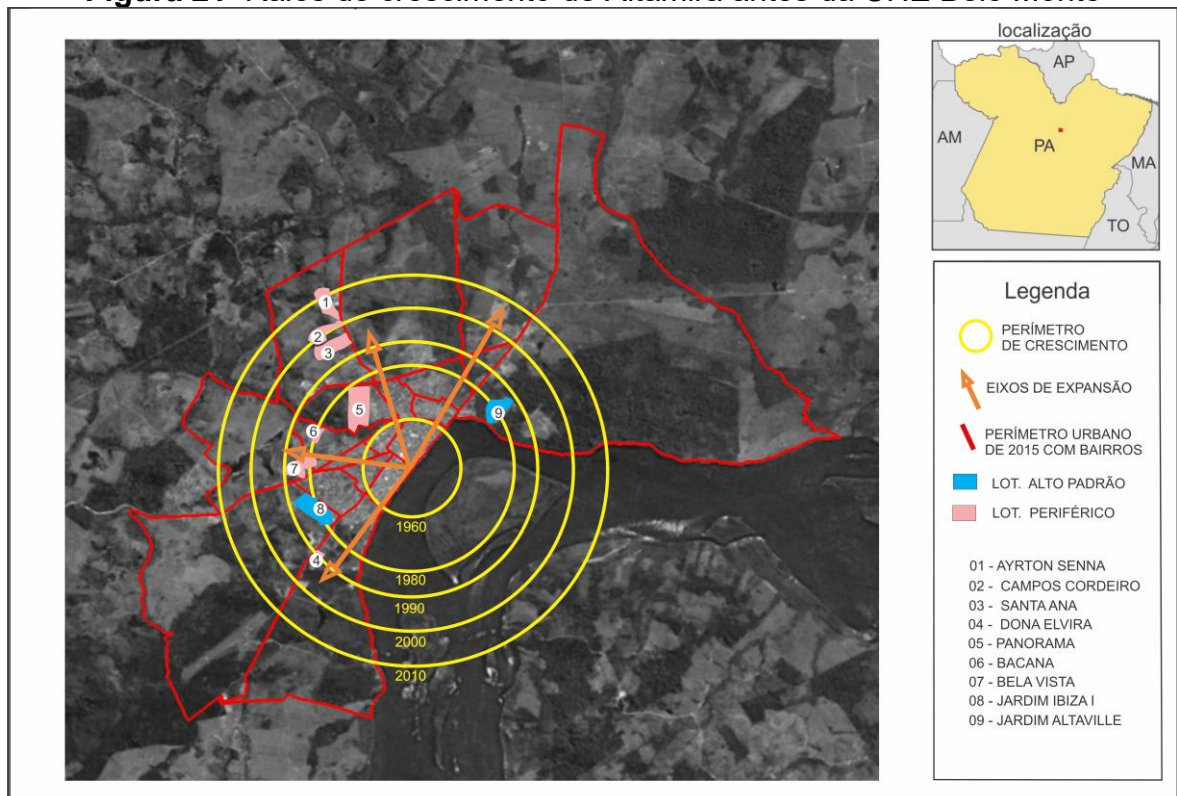 localização
AP
AM
PA
MA
TO
1
2
3
5
9
6
7
8
4
1960
1980
1990
2000
2010
Legenda
PERÍMETRO
DE CRESCIMENTO
EIXOS DE EXPANSÃO
PERÍMETRO URBANO
DE 2015 COM BAIRROS
LOT. ALTO PADRÃO
LOT. PERIFÉRICO
01 - AYRTON SENNA
02 - CAMPOS CORDEIRO
03 - SANTA ANA
04 - DONA ELVIRA
05 - PANORAMA
06 - BACANA
07 - BELA VISTA
08 - JARDIM IBIZA I
09 - JARDIM ALTAVILLE